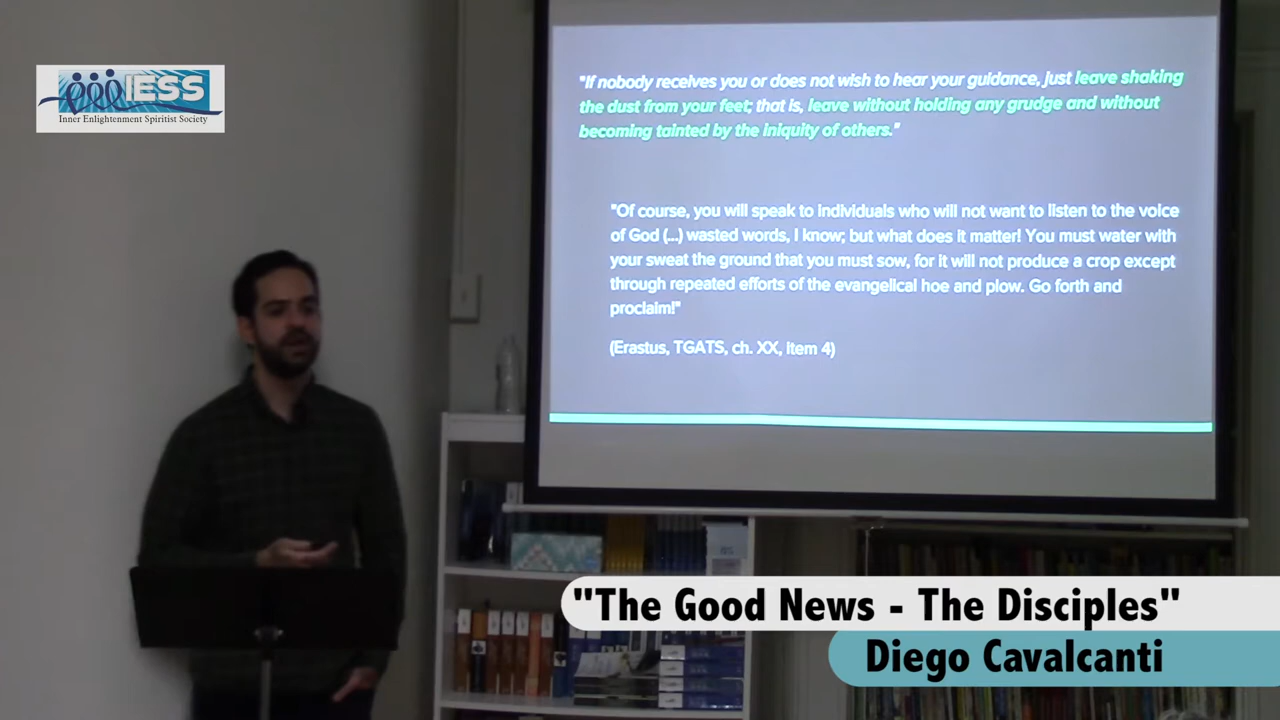 IESS
Inner Enlightenment Spiritist Society
"If nobody receives you or does not wish to hear your guidance, just leave shaking
the dust from your feet; that is, leave without holding any grudge and without
becoming tainted by the iniquity of others."
"Of course, you will speak to individuals who will not want to listen to the voice
of God (...) wasted words, I know; but what does it matter! You must water with
your sweat the ground that you must sow, for it will not produce a crop except
through repeated efforts of the evangelical hoe and plow. Go forth and
proclaim!"
(Erastus, TGATS, ch. XX, item 4)
"The Good News - The Disciples"
Diego Cavalcanti